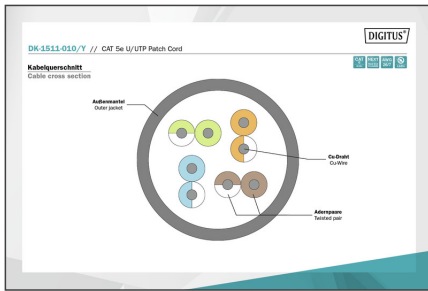 DIGITUS®
DK-1511-010/Y // CAT 5e U/UTP Patch Cord
Kabelquerschnitt
Cable cross section
Außenmantel
Outer jacket
Cu-Draht
Cu-Wire
Adernpaare
Twisted pair